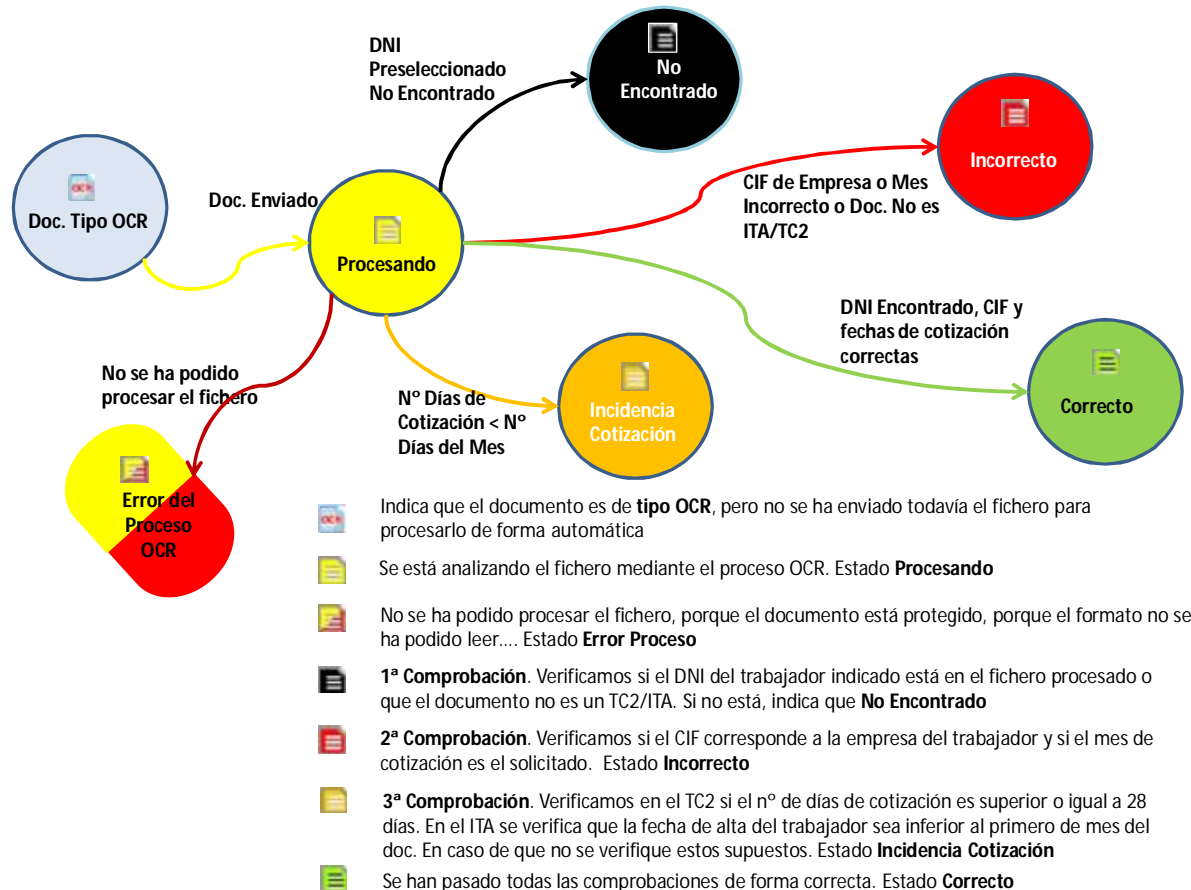 DNI
Preseleccionado
No Encontrado
No
Encontrado
Incorrecto
CIF de Empresa o Mes
Incorrecto o Doc. No es
ITA/TC2
OCR
Doc. Tipo OCR
Doc. Enviado
Procesando
DNI Encontrado, CIF y
fechas de cotización
correctas
Correcto
No se ha podido
procesar el fichero
Nº Días de
Cotización < Nº
Días del Mes
Incidencia
Cotización
Error del
Proceso
OCR
OCR
Indica que el documento es de tipo OCR, pero no se ha enviado todavía el fichero para
procesarlo de forma automática
Se está analizando el fichero mediante el proceso OCR. Estado Procesando
No se ha podido procesar el fichero, porque el documento está protegido, porque el formato no se
ha podido leer.... Estado Error Proceso
1ª Comprobación. Verificamos si el DNI del trabajador indicado está en el fichero procesado o
que el documento no es un TC2/ITA. Si no está, indica que No Encontrado
2ª Comprobación. Verificamos si el CIF corresponde a la empresa del trabajador y si el mes de
cotización es el solicitado. Estado Incorrecto
3ª Comprobación. Verificamos en el TC2 si el nº de días de cotización es superior o igual a 28
días. En el ITA se verifica que la fecha de alta del trabajador sea inferior al primero de mes del
doc. En caso de que no se verifique estos supuestos. Estado Incidencia Cotización
Se han pasado todas las comprobaciones de forma correcta. Estado Correcto